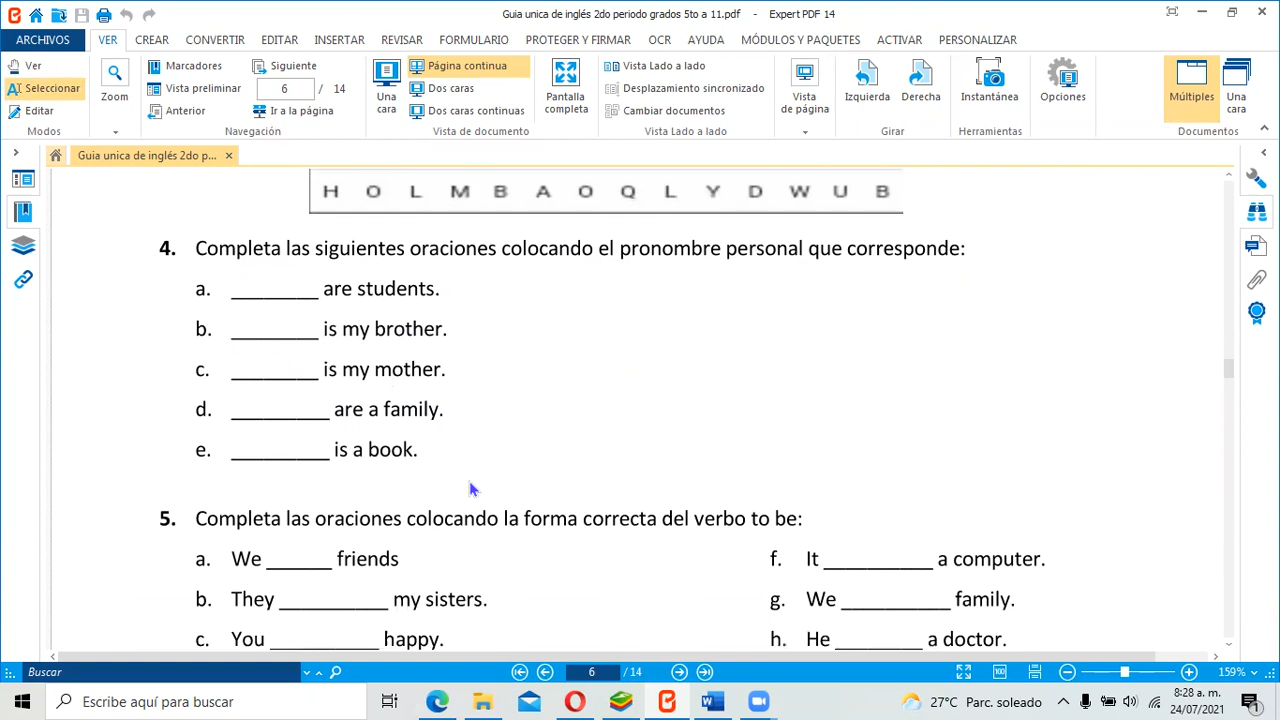 Guia unica de inglés 2do periodo grados 5to a 11.pdf - Expert PDF 14
ARCHIVOS VER CREAR CONVERTIR EDITAR INSERTAR REVISAR FORMULARIO PROTEGER Y FIRMAR OCR AYUDA MÓDULOS Y PAQUETES ACTIVAR PERSONALIZAR
Ver
Seleccionar
Editar
Modos
Zoom
Marcadores
Vista preliminar
Anterior
Siguiente
6 / 14
Ir a la página
Navegación
Una cara
Página continua
Dos caras
Dos caras continuas
Vista de documento
Pantalla completa
Vista Lado a lado
Desplazamiento sincronizado
Cambiar documentos
Vista Lado a lado
Vista de página
Izquierda
Derecha
Girar
Instantánea
Herramientas
Opciones
Múltiples
Una cara
Documentos
Guia unica de inglés 2do p...
H O L M B A O Q L Y D W U B
4. Completa las siguientes oraciones colocando el pronombre personal que corresponde:
a. ________ are students.
b. ________ is my brother.
c. ________ is my mother.
d. _________ are a family.
e. _________ is a book.
5. Completa las oraciones colocando la forma correcta del verbo to be:
a. We ______ friends
b. They __________ my sisters.
c. You __________ happy.
f. It __________ a computer.
g. We __________ family.
h. He ________ a doctor.
Buscar
6 / 14
159%
Escribe aquí para buscar
27°C Parc. soleado
8:28 a. m.
24/07/2021